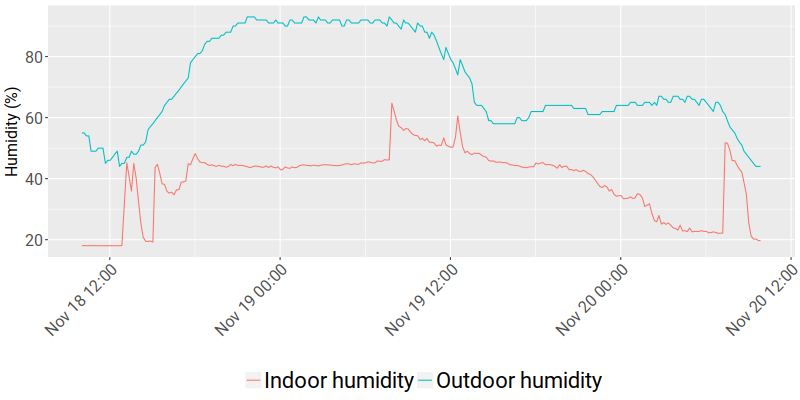 Humidity (%)
80
60
40
20
Nov 18 12:00
Nov 19 00:00
Nov 19 12:00
Nov 20 00:00
Nov 20 12:00
Indoor humidity
Outdoor humidity